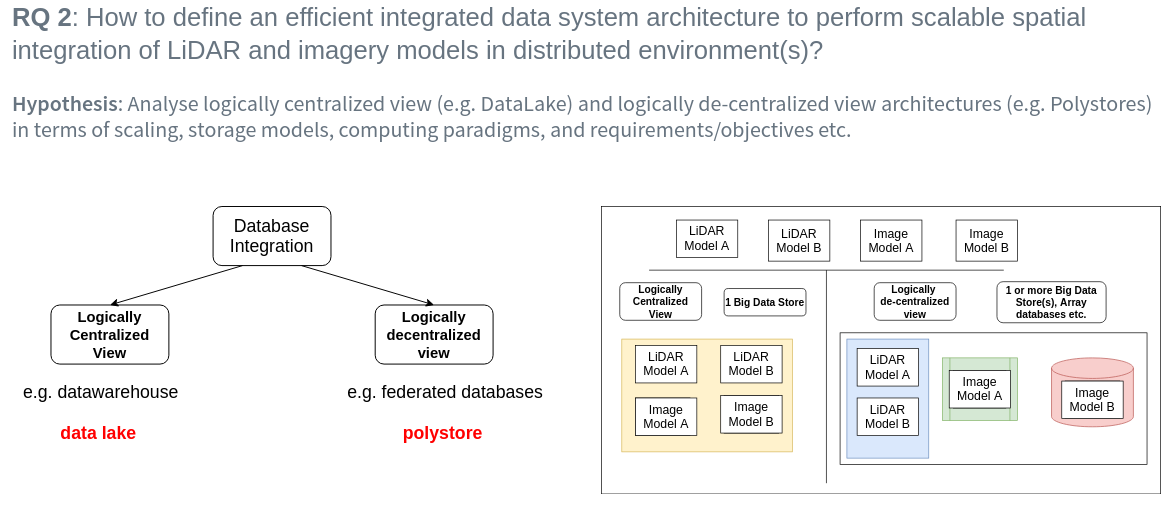 RQ 2: How to define an efficient integrated data system architecture to perform scalable spatial
integration of LiDAR and imagery models in distributed environment(s)?
Hypothesis: Analyse logically centralized view (e.g. DataLake) and logically de-centralized view architectures (e.g. Polystores)
in terms of scaling, storage models, computing paradigms, and requirements/objectives etc.
Database
Integration
Logically
Centralized
View
Logically
decentralized
view
e.g. datawarehouse
e.g. federated databases
data lake
polystore
LiDAR
Model A
LiDAR
Model B
Image
Model A
Image
Model B
Logically
Centralized
View
1 Big Data Store
Logically
de-centralized
view
1 or more Big Data
Store(s), Array
databases etc.
LiDAR
Model A
LiDAR
Model B
Image
Model A
Image
Model B
LiDAR
Model A
LiDAR
Model B
Image
Model A
Image
Model B